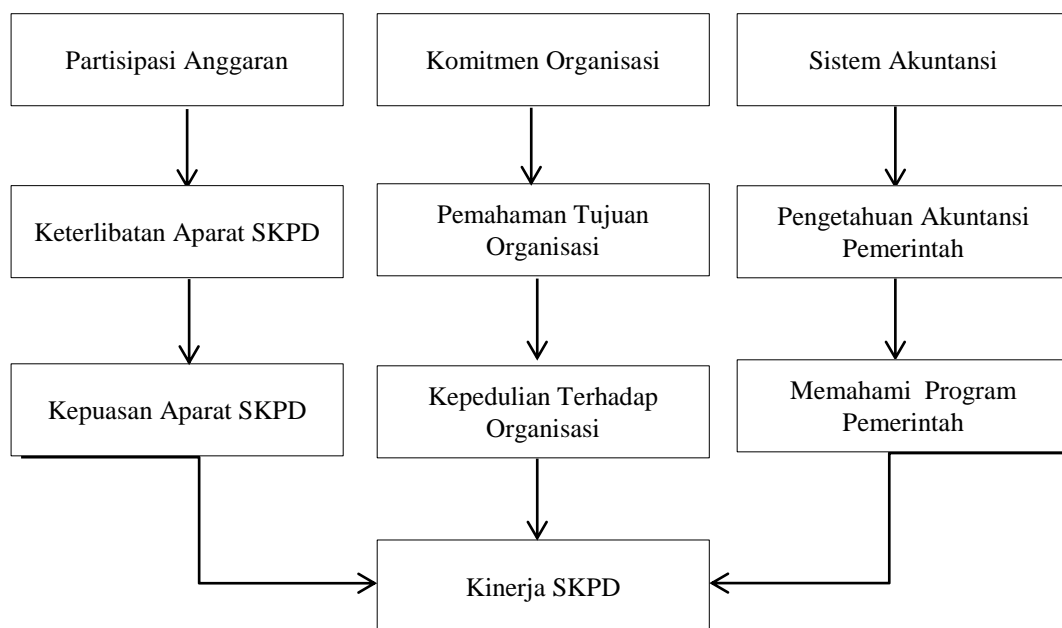 Partisipasi Anggaran
Komitmen Organisasi
Sistem Akuntansi
Keterlibatan Aparat SKPD
Pemahaman Tujuan
Organisasi
Pengetahuan Akuntansi
Pemerintah
Kepuasan Aparat SKPD
Kepedulian Terhadap
Organisasi
Memahami Program
Pemerintah
Kinerja SKPD